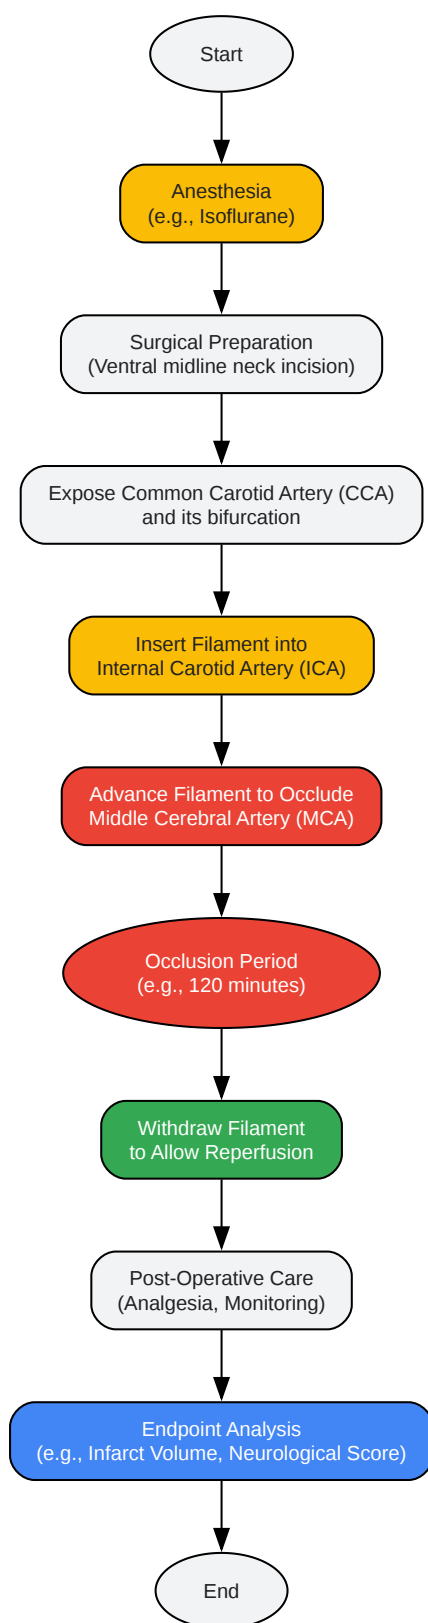 Start
Anesthesia
(e.g., Isoflurane)
Surgical Preparation
(Ventral midline neck incision)
Expose Common Carotid Artery (CCA)
and its bifurcation
Insert Filament into
Internal Carotid Artery (ICA)
Advance Filament to Occlude
Middle Cerebral Artery (MCA)
Occlusion Period
(e.g., 120 minutes)
Withdraw Filament
to Allow Reperfusion
Post-Operative Care
(Analgesia, Monitoring)
Endpoint Analysis
(e.g., Infarct Volume, Neurological Score)
End